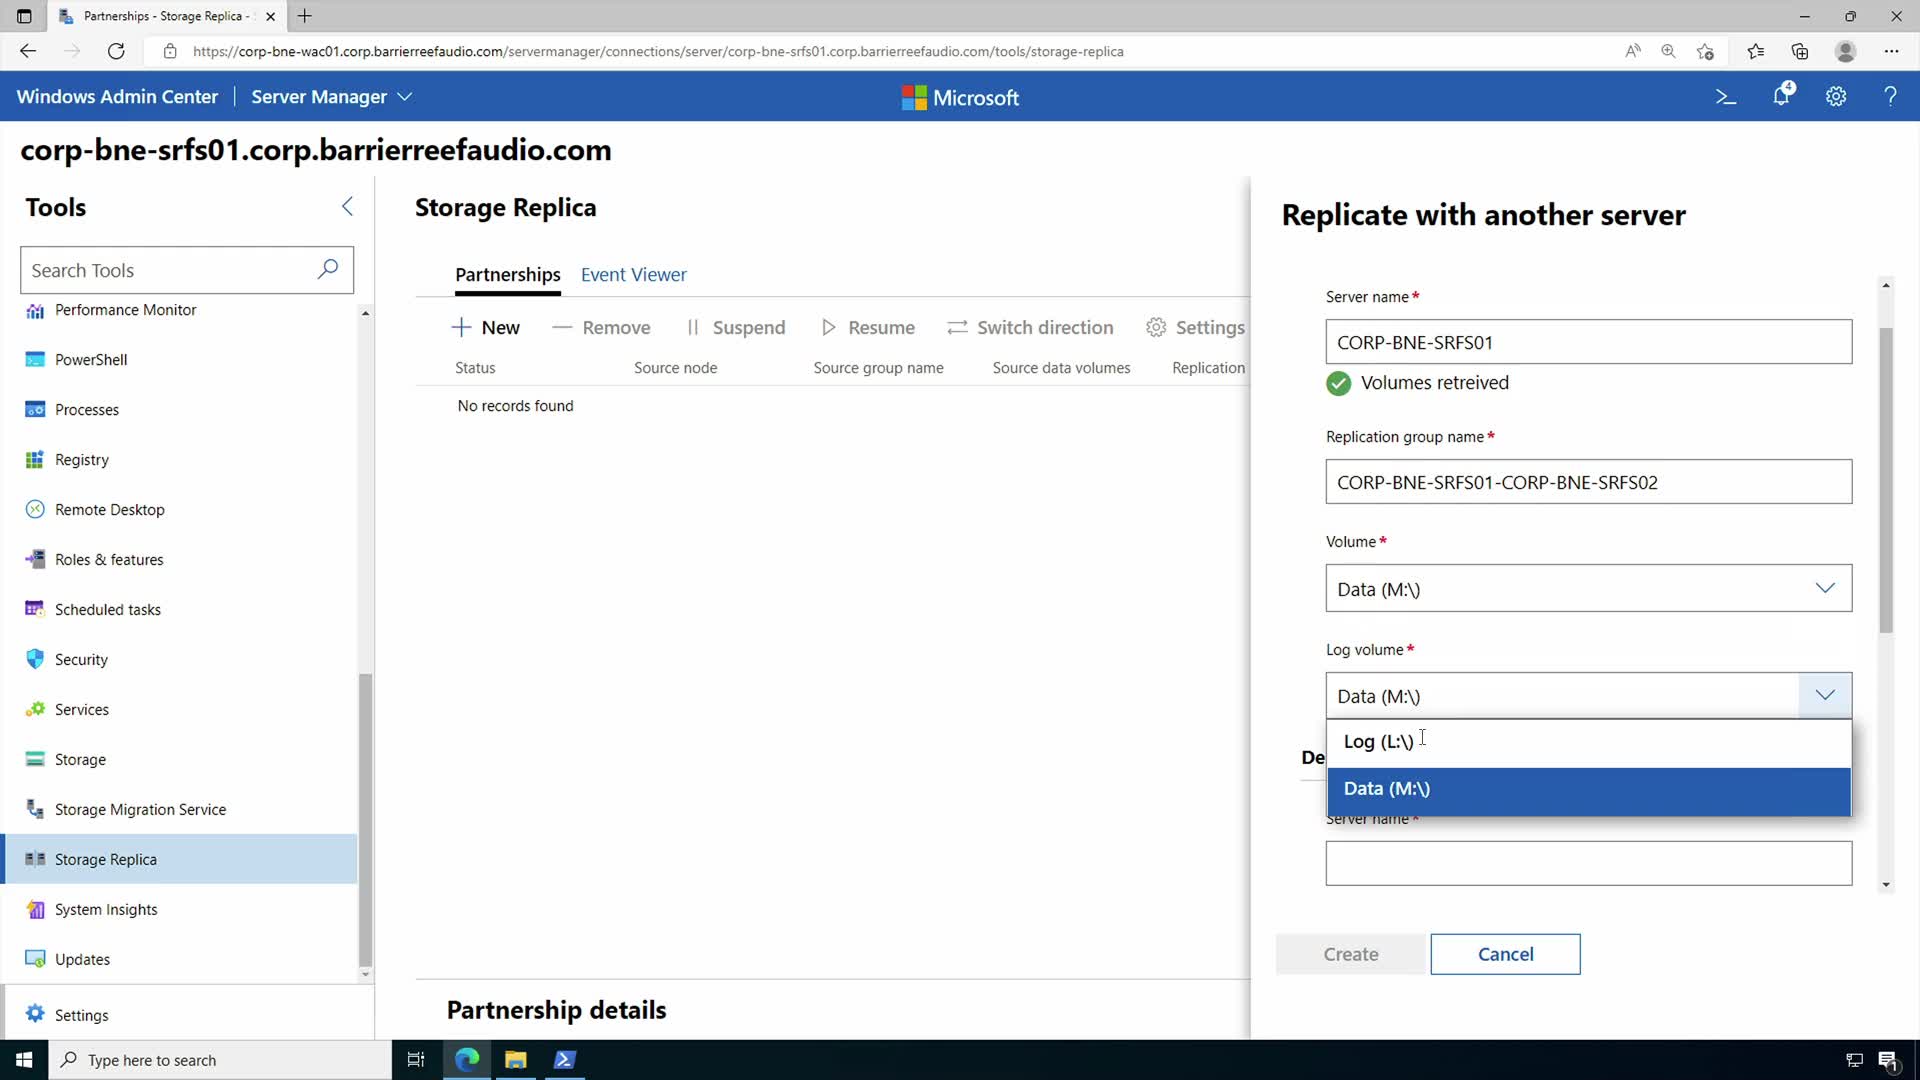 Partnerships - Storage Replica -
https://corp-bne-wac01.corp.barrierreefaudio.com/servermanager/connections/server/corp-bne-srfs01.corp.barrierreefaudio.com/tools/storage-replica
Windows Admin Center
Server Manager
Microsoft
4
?
corp-bne-srfs01.corp.barrierreefaudio.com
Tools
Search Tools
Performance Monitor
PowerShell
Processes
Registry
Remote Desktop
Roles & features
Scheduled tasks
Security
Services
Storage
Storage Migration Service
Storage Replica
System Insights
Updates
Settings
Storage Replica
Partnerships
Event Viewer
New
Remove
Suspend
Resume
Switch direction
Settings
Status
Source node
Source group name
Source data volumes
Replication
No records found
Partnership details
Replicate with another server
Server name*
CORP-BNE-SRFS01
Volumes retreived
Replication group name*
CORP-BNE-SRFS01-CORP-BNE-SRFS02
Volume*
Data (M:\)
Log volume*
Data (M:\)
Log (L:\)
De
Data (M:\)
Server name*
Create
Cancel
Type here to search
1